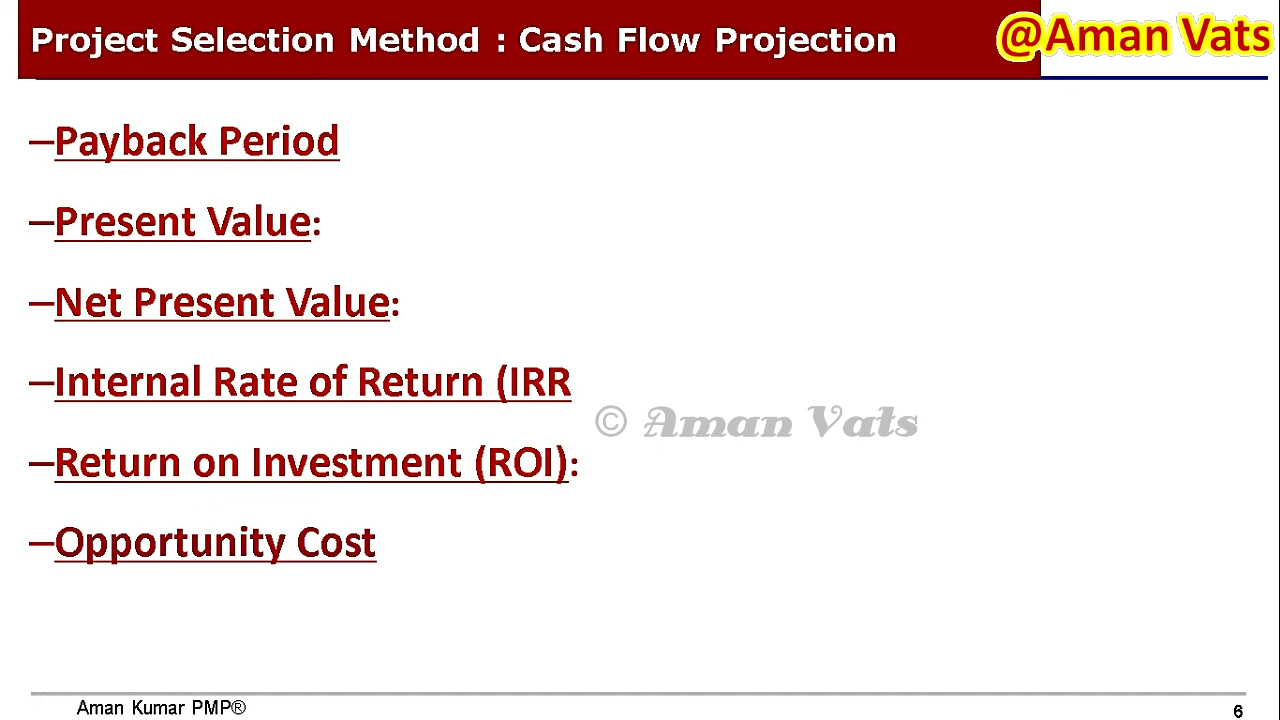 Project Selection Method : Cash Flow Projection
@Aman Vats
–Payback Period
–Present Value:
–Net Present Value:
–Internal Rate of Return (IRR
© Aman Vats
–Return on Investment (ROI):
–Opportunity Cost
Aman Kumar PMP®
6